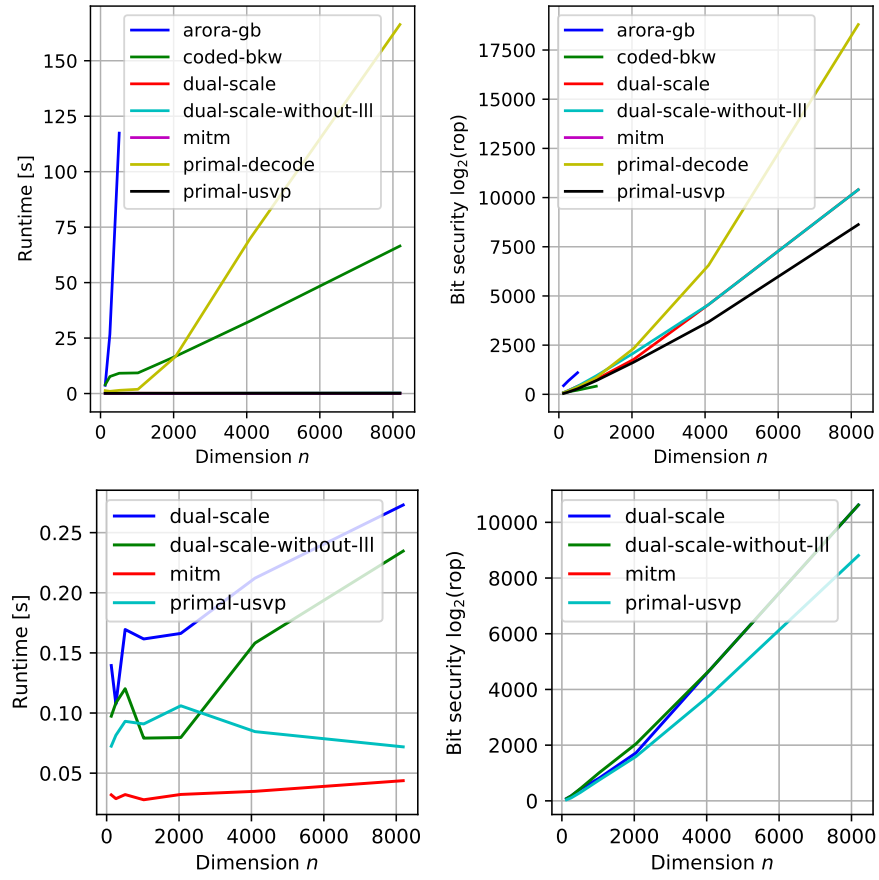 150
125
100
75
50
25
0
Runtime [s]
arora-gb
coded-bkw
dual-scale
dual-scale-without-lll
mitm
primal-decode
primal-usvp
0 2000 4000 6000 8000
Dimension n
17500
15000
12500
10000
7500
5000
2500
0
Bit security log₂(rop)
arora-gb
coded-bkw
dual-scale
dual-scale-without-lll
mitm
primal-decode
primal-usvp
0 2000 4000 6000 8000
Dimension n
0.25
0.20
0.15
0.10
0.05
Runtime [s]
dual-scale
dual-scale-without-lll
mitm
primal-usvp
0 2000 4000 6000 8000
Dimension n
10000
8000
6000
4000
2000
0
Bit security log₂(rop)
dual-scale
dual-scale-without-lll
mitm
primal-usvp
0 2000 4000 6000 8000
Dimension n